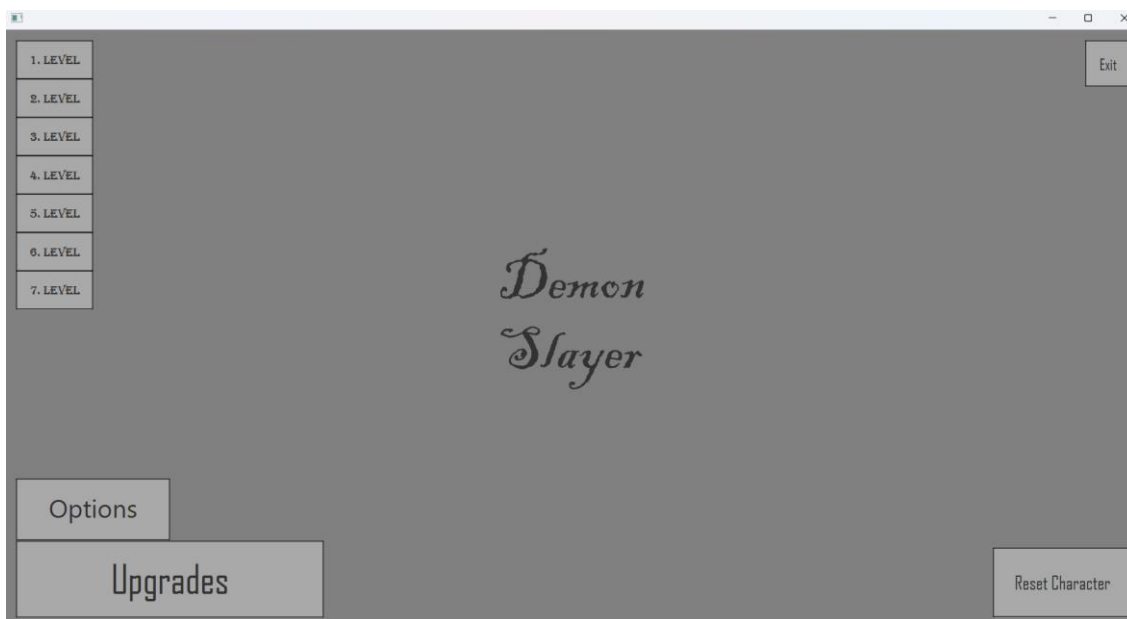 1. LEVEL
Exit
2. LEVEL
3. LEVEL
4. LEVEL
5. LEVEL
6. LEVEL
7. LEVEL
Demon
Slayer
Options
Upgrades
Reset Character